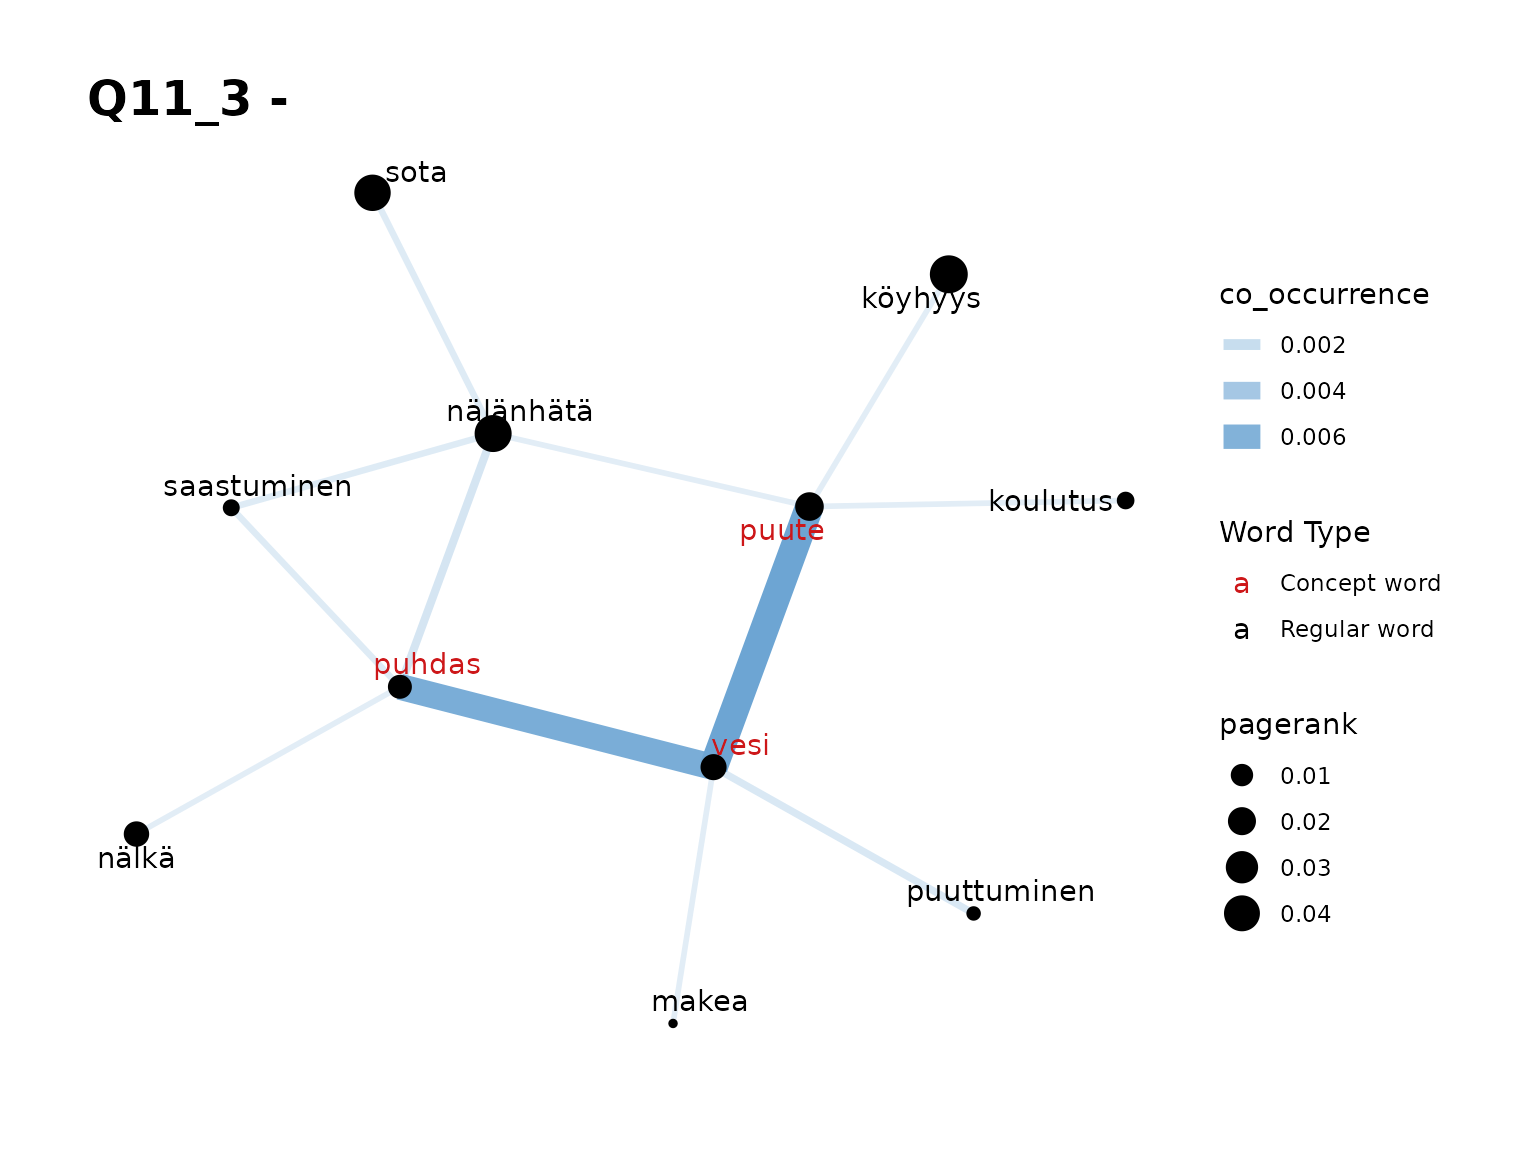 Q11_3 -
sota
köyhyys
nälänhätä
saastuminen
koulutus
puute
puhdas
vesi
nälkä
puuttuminen
makea
co_occurrence
0.002
0.004
0.006
Word Type
a Concept word
a Regular word
pagerank
0.01
0.02
0.03
0.04